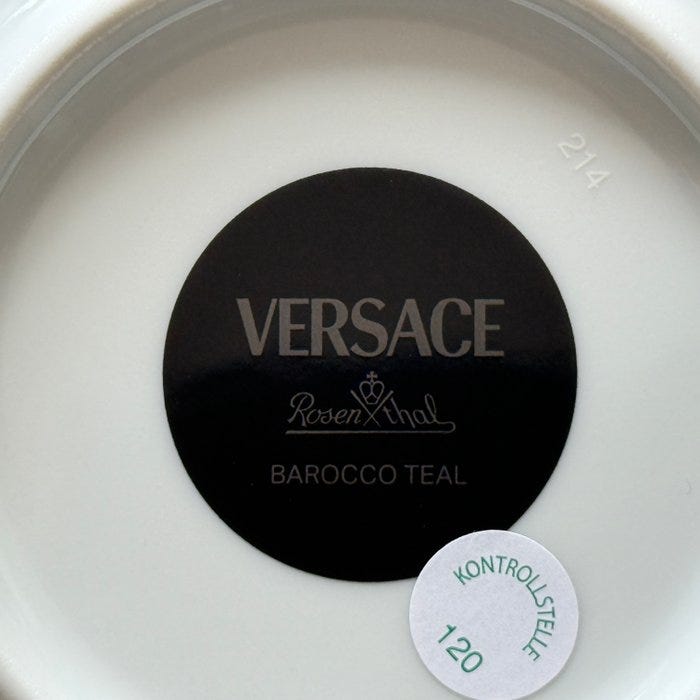 214
VERSACE
Rosenthal
BAROCCO TEAL
KONTROLLSTELLE
120